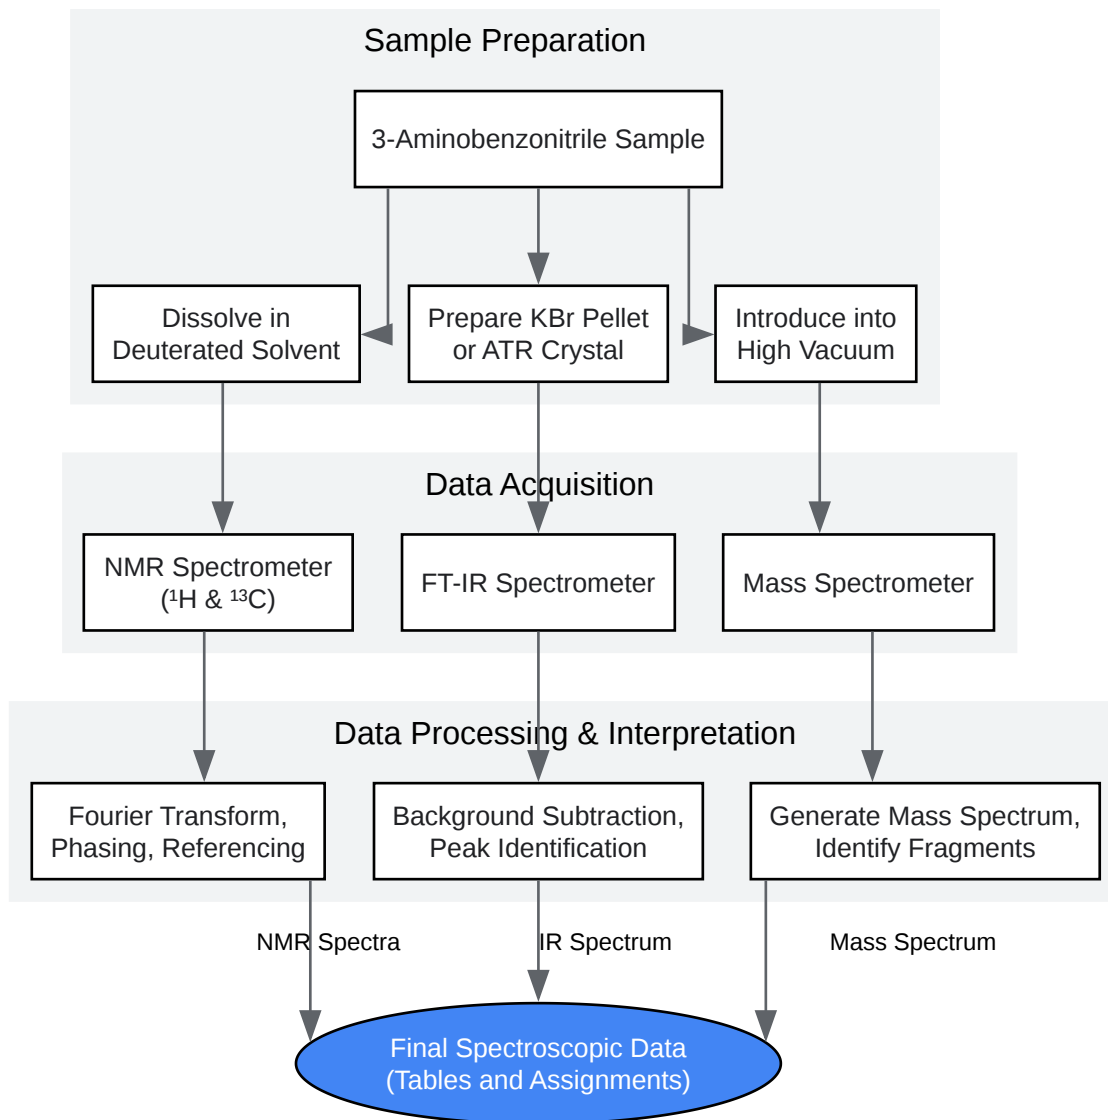 Sample Preparation
3-Aminobenzonitrile Sample
Dissolve in
Deuterated Solvent
Prepare KBr Pellet
or ATR Crystal
Introduce into
High Vacuum
Data Acquisition
NMR Spectrometer
(¹H & ¹³C)
FT-IR Spectrometer
Mass Spectrometer
Data Processing & Interpretation
Fourier Transform,
Phasing, Referencing
Background Subtraction,
Peak Identification
Generate Mass Spectrum,
Identify Fragments
NMR Spectra
IR Spectrum
Mass Spectrum
Final Spectroscopic Data
(Tables and Assignments)